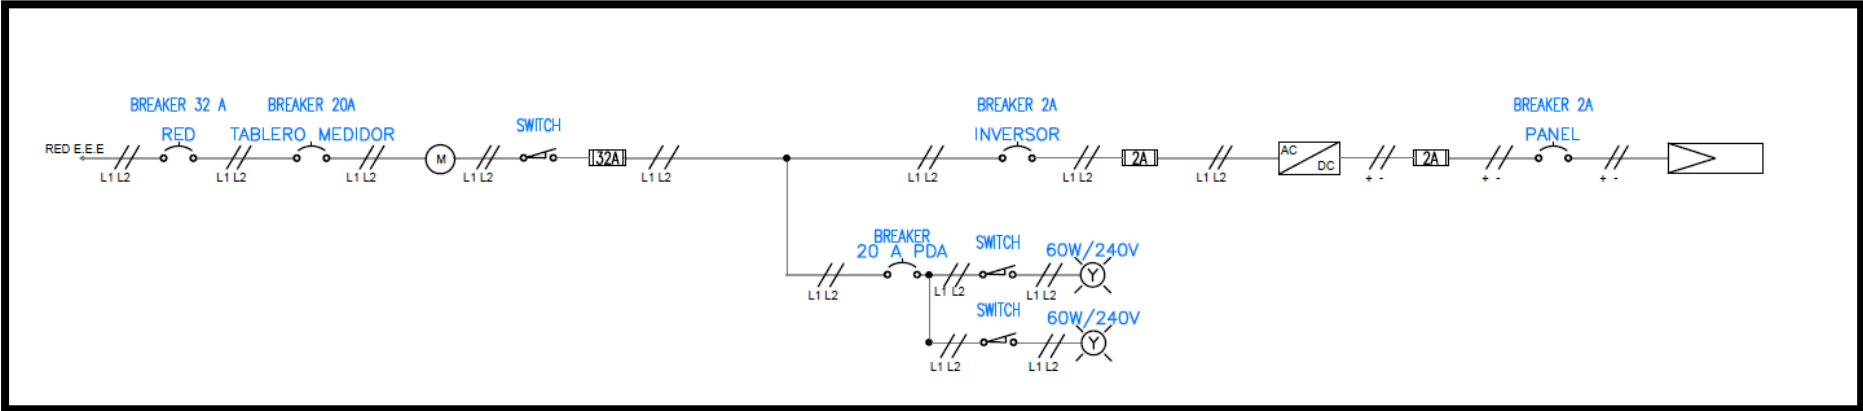 BREAKER 32 A
RED
BREAKER 20A
TABLERO MEDIDOR
SWITCH
BREAKER 2A
INVERSOR
BREAKER 2A
PANEL
RED E.E.E
M
32A
2A
AC
DC
2A
L1 L2
L1 L2
L1 L2
L1 L2
L1 L2
L1 L2
L1 L2
L1 L2
+ -
+ -
+ -
BREAKER
20 A PDA
SWITCH
60W/240V
Y
L1 L2
L1 L2
L1 L2
SWITCH
60W/240V
Y
L1 L2
L1 L2